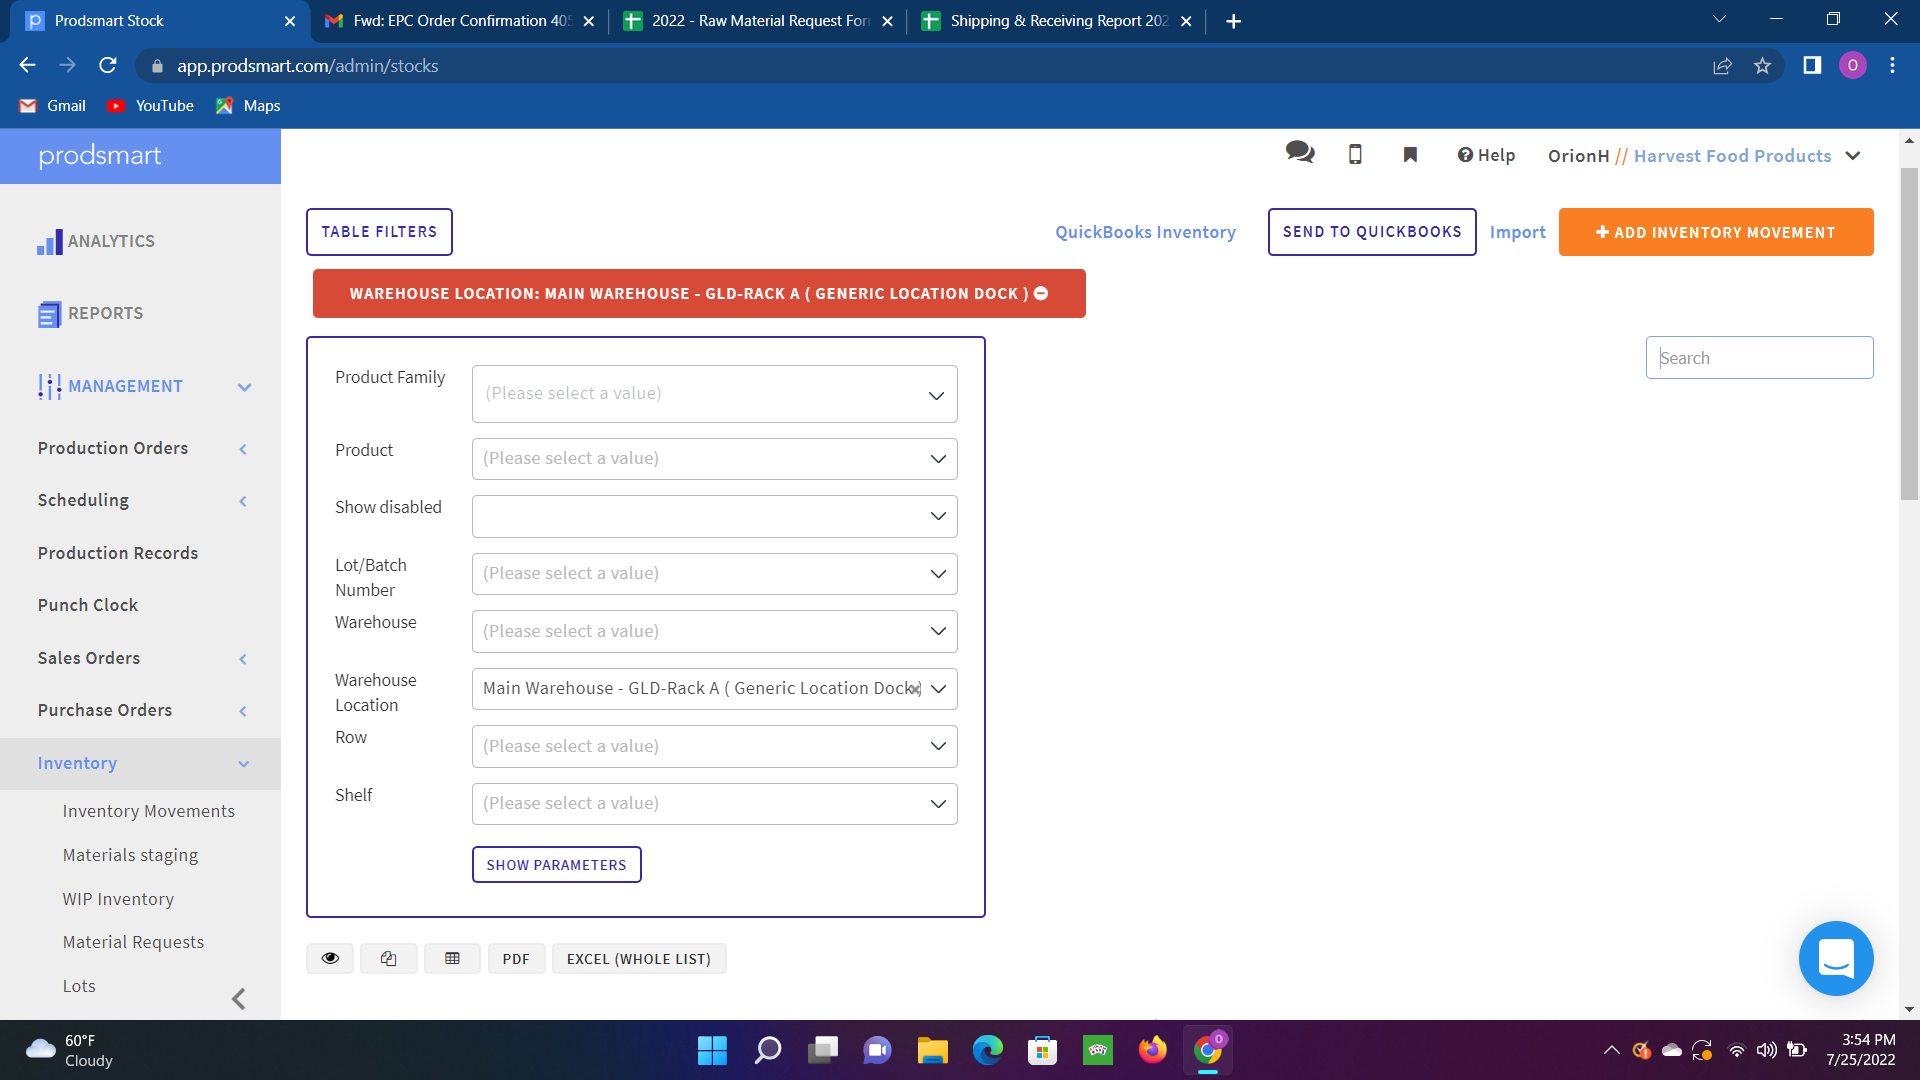 Prodsmart Stock
Fwd: EPC Order Confirmation 405
2022 - Raw Material Request For
Shipping & Receiving Report 202
app.prodsmart.com/admin/stocks
O
Gmail
YouTube
Maps
prodsmart
Help
OrionH // Harvest Food Products
ANALYTICS
REPORTS
MANAGEMENT
Production Orders
Scheduling
Production Records
Punch Clock
Sales Orders
Purchase Orders
Inventory
Inventory Movements
Materials staging
WIP Inventory
Material Requests
Lots
TABLE FILTERS
QuickBooks Inventory
SEND TO QUICKBOOKS
Import
ADD INVENTORY MOVEMENT
WAREHOUSE LOCATION: MAIN WAREHOUSE - GLD-RACK A ( GENERIC LOCATION DOCK )
Search
Product Family
(Please select a value)
Product
(Please select a value)
Show disabled
Lot/Batch
Number
(Please select a value)
Warehouse
(Please select a value)
Warehouse
Location
Main Warehouse - GLD-Rack A ( Generic Location Dock )
Row
(Please select a value)
Shelf
(Please select a value)
SHOW PARAMETERS
PDF
EXCEL (WHOLE LIST)
60°F
Cloudy
O
3:54 PM
7/25/2022